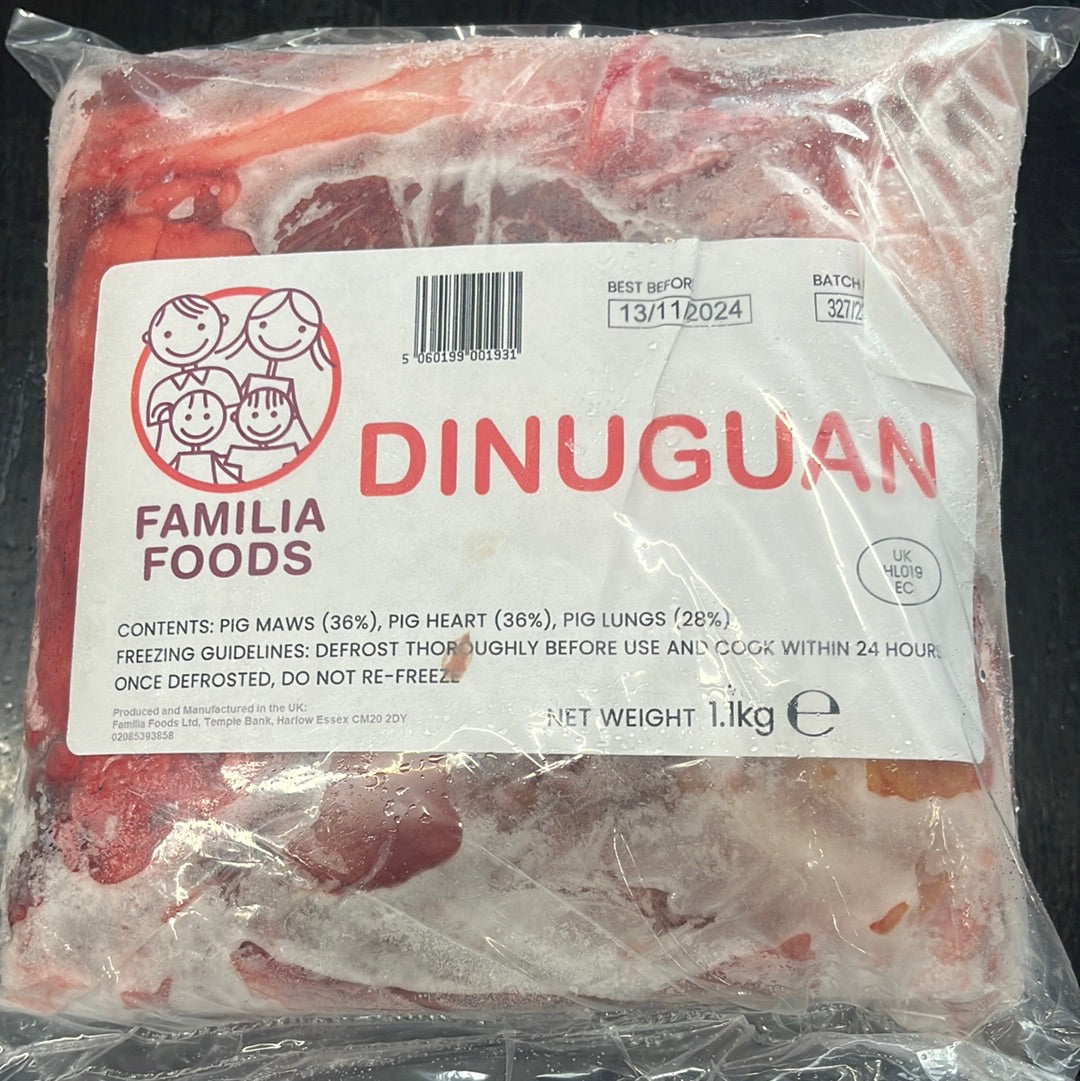 BEST BEFOR
13/11/2024
BATCH
5 060199 001931
DINUGUAN
FAMILIA
FOODS
UK
HL019
EC
CONTENTS: PIG MAWS (36%), PIG HEART (36%), PIG LUNGS (28%)
FREEZING GUIDELINES: DEFROST THOROUGHLY BEFORE USE AND COOK WITHIN 24 HOURS
ONCE DEFROSTED, DO NOT RE-FREEZE
Produced and Manufactured in the UK:
Familia Foods Ltd, Temple Bank, Harlow Essex CM20 2DY
02085393858
NET WEIGHT 1.1kg ℮